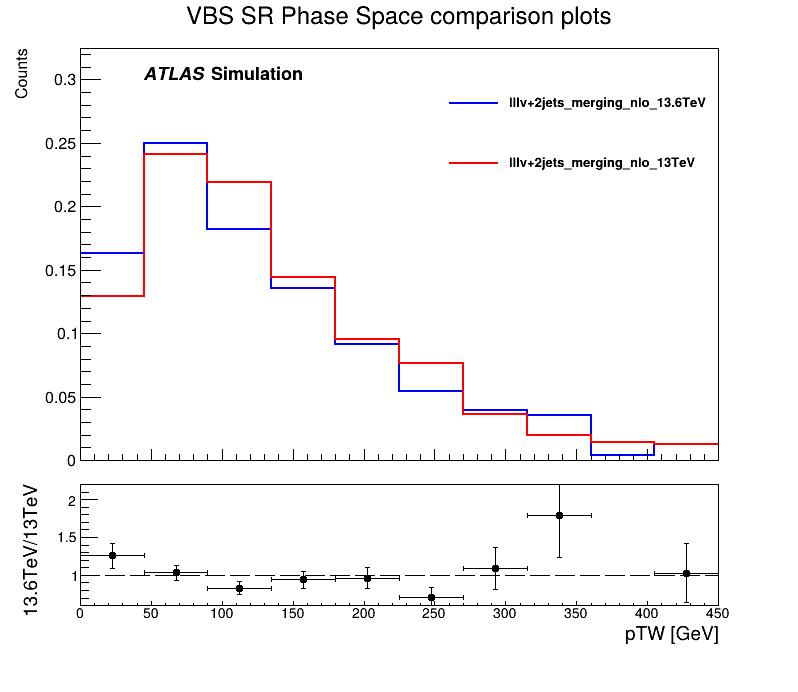 VBS SR Phase Space comparison plots
Counts
ATLAS Simulation
lllv+2jets_merging_nlo_13.6TeV
lllv+2jets_merging_nlo_13TeV
0.3
0.25
0.2
0.15
0.1
0.05
0
13.6TeV/13TeV
2
1.5
1
0 50 100 150 200 250 300 350 400 450
pTW [GeV]